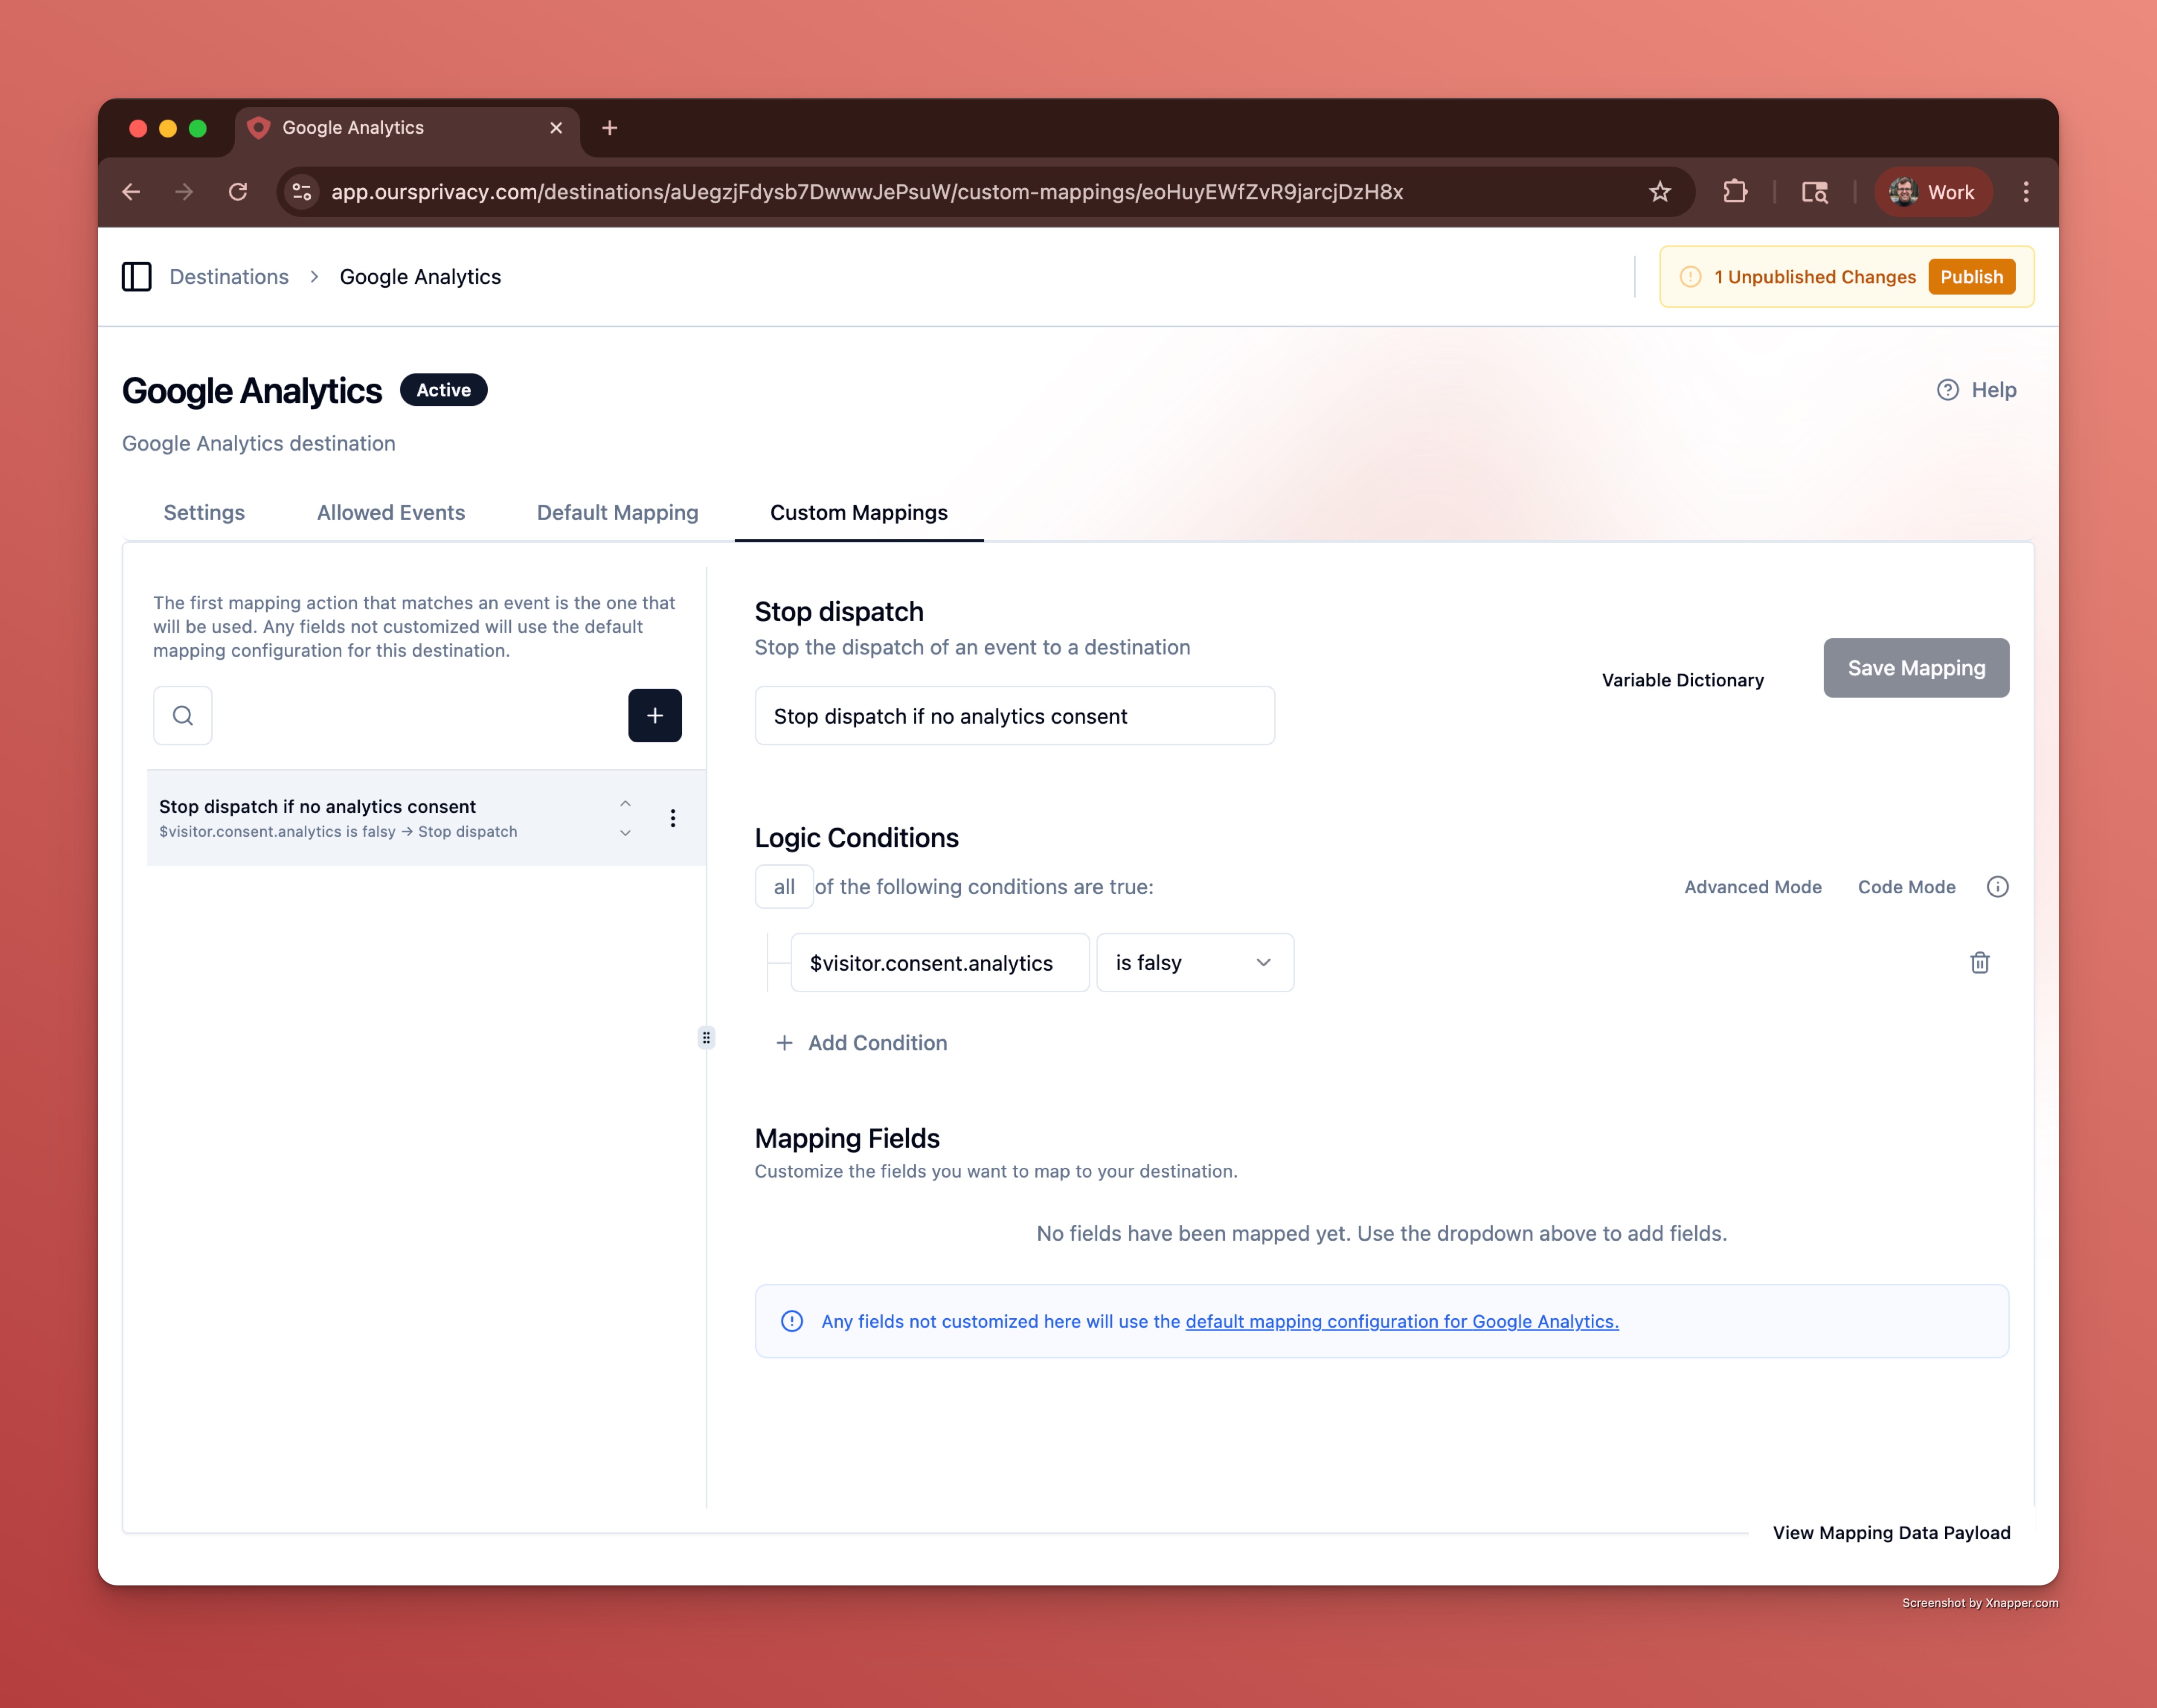 Google Analytics
app.oursprivacy.com/destinations/aUegzjFdysb7DwwwJePsuW/custom-mappings/eoHuyEWfZvR9jarcjDzH8x
Work
Destinations > Google Analytics
1 Unpublished Changes
Publish
Google Analytics
Active
Help
Google Analytics destination
Settings
Allowed Events
Default Mapping
Custom Mappings
The first mapping action that matches an event is the one that
will be used. Any fields not customized will use the default
mapping configuration for this destination.
Stop dispatch if no analytics consent
$visitor.consent.analytics is falsy → Stop dispatch
Stop dispatch
Stop the dispatch of an event to a destination
Variable Dictionary
Save Mapping
Stop dispatch if no analytics consent
Logic Conditions
all of the following conditions are true:
Advanced Mode
Code Mode
$visitor.consent.analytics
is falsy
+ Add Condition
Mapping Fields
Customize the fields you want to map to your destination.
No fields have been mapped yet. Use the dropdown above to add fields.
Any fields not customized here will use the default mapping configuration for Google Analytics.
View Mapping Data Payload
Screenshot by Xnapper.com